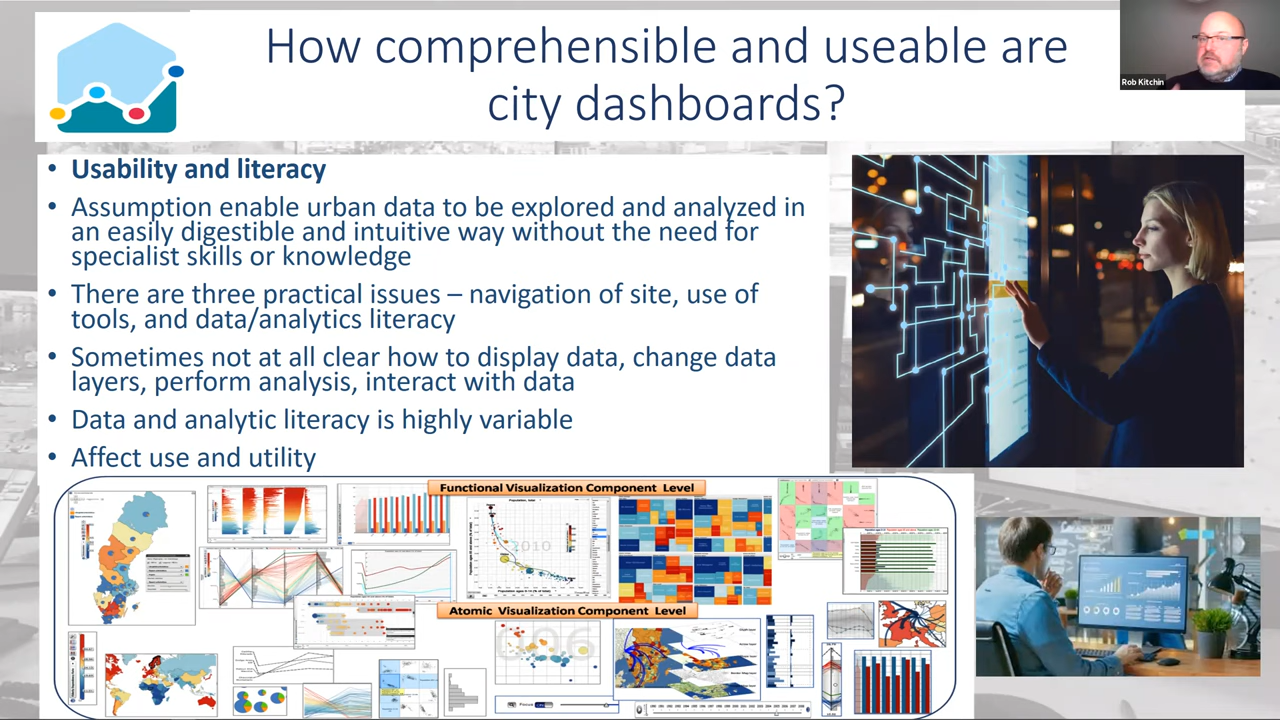 How comprehensible and useable are
city dashboards?
Rob Kitchin
• Usability and literacy
• Assumption enable urban data to be explored and analyzed in
an easily digestible and intuitive way without the need for
specialist skills or knowledge
• There are three practical issues – navigation of site, use of
tools, and data/analytics literacy
• Sometimes not at all clear how to display data, change data
layers, perform analysis, interact with data
• Data and analytic literacy is highly variable
• Affect use and utility
Functional Visualization Component Level
2010
Atomic Visualization Component Level